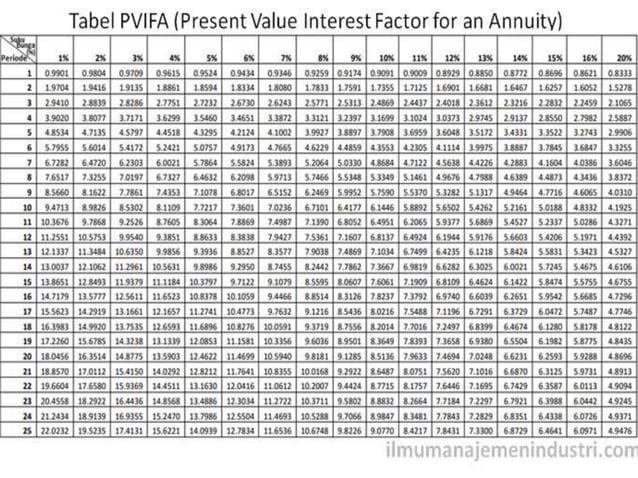 Tabel PVIFA (Present Value Interest Factor for an Annuity)
Suku
Bunga
(%)
Periode 1% 2% 3% 4% 5% 6% 7% 8% 9% 10% 11% 12% 13% 14% 15% 16% 20%
1 0.9901 0.9804 0.9709 0.9615 0.9524 0.9434 0.9346 0.9259 0.9174 0.9091 0.9009 0.8929 0.8850 0.8772 0.8696 0.8621 0.8333
2 1.9704 1.9416 1.9135 1.8861 1.8594 1.8334 1.8080 1.7833 1.7591 1.7355 1.7125 1.6901 1.6681 1.6467 1.6257 1.6052 1.5278
3 2.9410 2.8839 2.8286 2.7751 2.7232 2.6730 2.6243 2.5771 2.5313 2.4869 2.4437 2.4018 2.3612 2.3216 2.2832 2.2459 2.1065
4 3.9020 3.8077 3.7171 3.6299 3.5460 3.4651 3.3872 3.3121 3.2397 3.1699 3.1024 3.0373 2.9745 2.9137 2.8550 2.7982 2.5887
5 4.8534 4.7135 4.5797 4.4518 4.3295 4.2124 4.1002 3.9927 3.8897 3.7908 3.6959 3.6048 3.5172 3.4331 3.3522 3.2743 2.9906
6 5.7955 5.6014 5.4172 5.2421 5.0757 4.9173 4.7665 4.6229 4.4859 4.3553 4.2305 4.1114 3.9975 3.8887 3.7845 3.6847 3.3255
7 6.7282 6.4720 6.2303 6.0021 5.7864 5.5824 5.3893 5.2064 5.0330 4.8684 4.7122 4.5638 4.4226 4.2883 4.1604 4.0386 3.6046
8 7.6517 7.3255 7.0197 6.7327 6.4632 6.2098 5.9713 5.7466 5.5348 5.3349 5.1461 4.9676 4.7988 4.6389 4.4873 4.3436 3.8372
9 8.5660 8.1622 7.7861 7.4353 7.1078 6.8017 6.5152 6.2469 5.9952 5.7590 5.5370 5.3282 5.1317 4.9464 4.7716 4.6065 4.0310
10 9.4713 8.9826 8.5302 8.1109 7.7217 7.3601 7.0236 6.7101 6.4177 6.1446 5.8892 5.6502 5.4262 5.2161 5.0188 4.8332 4.1925
11 10.3676 9.7868 9.2526 8.7605 8.3064 7.8869 7.4987 7.1390 6.8052 6.4951 6.2065 5.9377 5.6869 5.4527 5.2337 5.0286 4.3271
12 11.2551 10.5753 9.9540 9.3851 8.8633 8.3838 7.9427 7.5361 7.1607 6.8137 6.4924 6.1944 5.9176 5.6603 5.4206 5.1971 4.4392
13 12.1337 11.3484 10.6350 9.9856 9.3936 8.8527 8.3577 7.9038 7.4869 7.1034 6.7499 6.4235 6.1218 5.8424 5.5831 5.3423 4.5327
14 13.0037 12.1062 11.2961 10.5631 9.8986 9.2950 8.7455 8.2442 7.7862 7.3667 6.9819 6.6282 6.3025 6.0021 5.7245 5.4675 4.6106
15 13.8651 12.8493 11.9379 11.1184 10.3797 9.7122 9.1079 8.5595 8.0607 7.6061 7.1909 6.8109 6.4624 6.1422 5.8474 5.5755 4.6755
16 14.7179 13.5777 12.5611 11.6523 10.8378 10.1059 9.4466 8.8514 8.3126 7.8237 7.3792 6.9740 6.6039 6.2651 5.9542 5.6685 4.7296
17 15.5623 14.2919 13.1661 12.1657 11.2741 10.4773 9.7632 9.1216 8.5436 8.0216 7.5488 7.1196 6.7291 6.3729 6.0472 5.7487 4.7746
18 16.3983 14.9920 13.7535 12.6593 11.6896 10.8276 10.0591 9.3719 8.7556 8.2014 7.7016 7.2497 6.8399 6.4674 6.1280 5.8178 4.8122
19 17.2260 15.6785 14.3238 13.1339 12.0853 11.1581 10.3356 9.6036 8.9501 8.3649 7.8393 7.3658 6.9380 6.5504 6.1982 5.8775 4.8435
20 18.0456 16.3514 14.8775 13.5903 12.4622 11.4699 10.5940 9.8181 9.1285 8.5136 7.9633 7.4694 7.0248 6.6231 6.2593 5.9288 4.8696
21 18.8570 17.0112 15.4150 14.0292 12.8212 11.7641 10.8355 10.0168 9.2922 8.6487 8.0751 7.5620 7.1016 6.6870 6.3125 5.9731 4.8913
22 19.6604 17.6580 15.9369 14.4511 13.1630 12.0416 11.0612 10.2007 9.4424 8.7715 8.1757 7.6446 7.1695 6.7429 6.3587 6.0113 4.9094
23 20.4558 18.2922 16.4436 14.8568 13.4886 12.3034 11.2722 10.3711 9.5802 8.8832 8.2664 7.7184 7.2297 6.7921 6.3988 6.0442 4.9245
24 21.2434 18.9139 16.9355 15.2470 13.7986 12.5504 11.4693 10.5288 9.7066 8.9847 8.3481 7.7843 7.2829 6.8351 6.4338 6.0726 4.9371
25 22.0232 19.5235 17.4131 15.6221 14.0939 12.7834 11.6536 10.6748 9.8226 9.0770 8.4217 7.8431 7.3300 6.8729 6.4641 6.0971 4.9476
ilmumanajemenindustri.com